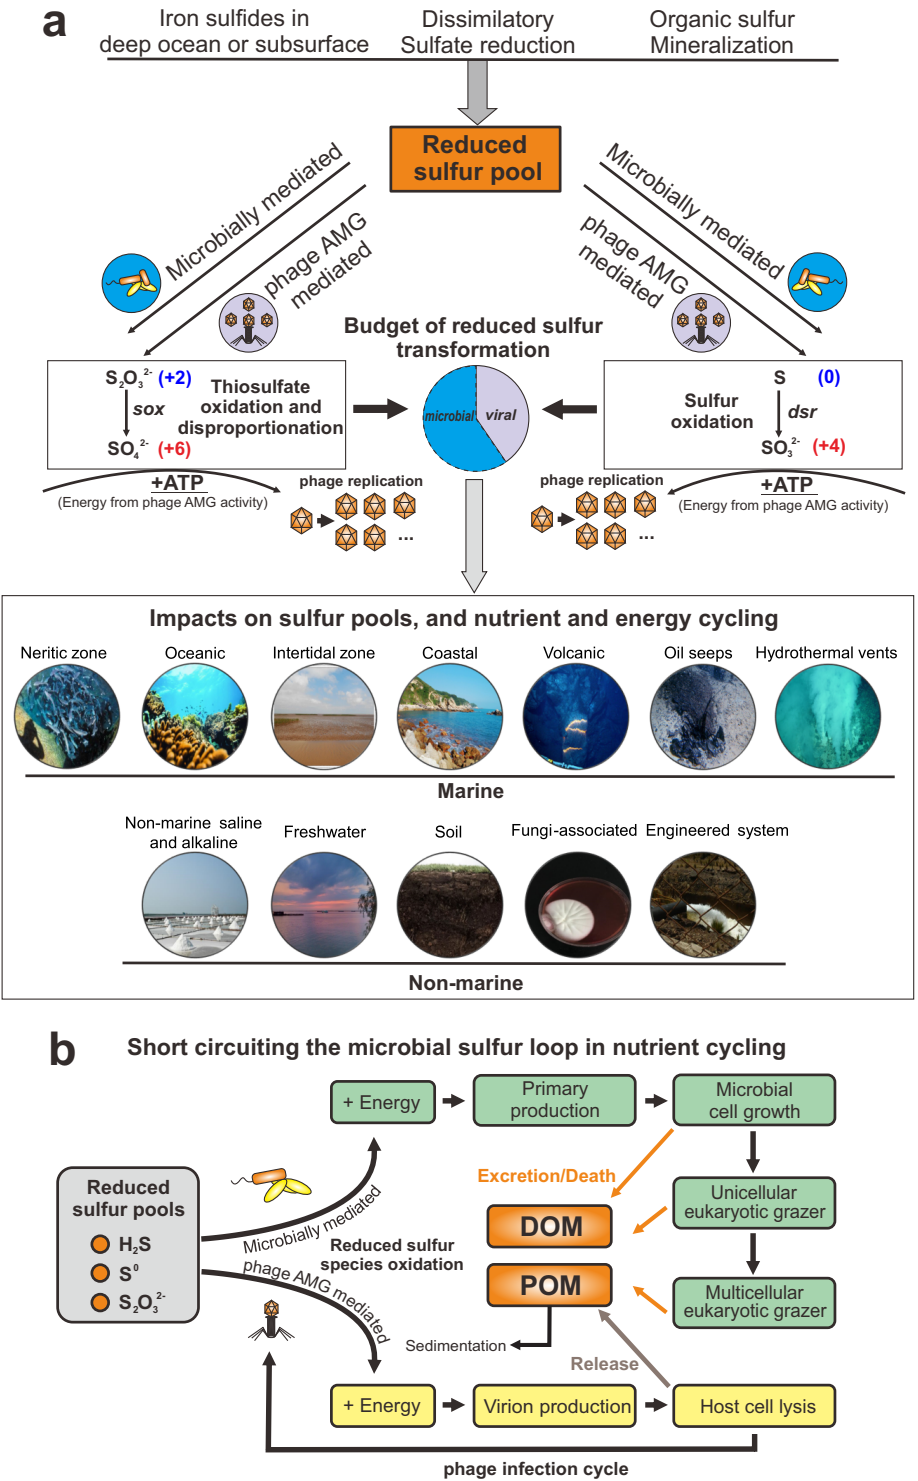 a
Iron sulfides in
deep ocean or subsurface
Dissimilatory
Sulfate reduction
Organic sulfur
Mineralization
Reduced
sulfur pool
Microbially mediated
phage AMG
mediated
Microbially mediated
phage AMG
mediated
Budget of reduced sulfur
transformation
S₂O₃²⁻ (+2)
sox
SO₄²⁻ (+6)
Thiosulfate
oxidation and
disproportionation
microbial
viral
Sulfur
oxidation
S (0)
dsr
SO₃²⁻ (+4)
+ATP
(Energy from phage AMG activity)
phage replication
...
phage replication
...
+ATP
(Energy from phage AMG activity)
Impacts on sulfur pools, and nutrient and energy cycling
Neritic zone
Oceanic
Intertidal zone
Coastal
Volcanic
Oil seeps
Hydrothermal vents
Marine
Non-marine saline
and alkaline
Freshwater
Soil
Fungi-associated
Engineered system
Non-marine
b
Short circuiting the microbial sulfur loop in nutrient cycling
+ Energy
Primary
production
Microbial
cell growth
Excretion/Death
Reduced
sulfur pools
H₂S
S⁰
S₂O₃²⁻
Microbially mediated
Reduced sulfur
species oxidation
phage AMG mediated
DOM
POM
Unicellular
eukaryotic grazer
Multicellular
eukaryotic grazer
Sedimentation
Release
+ Energy
Virion production
Host cell lysis
phage infection cycle